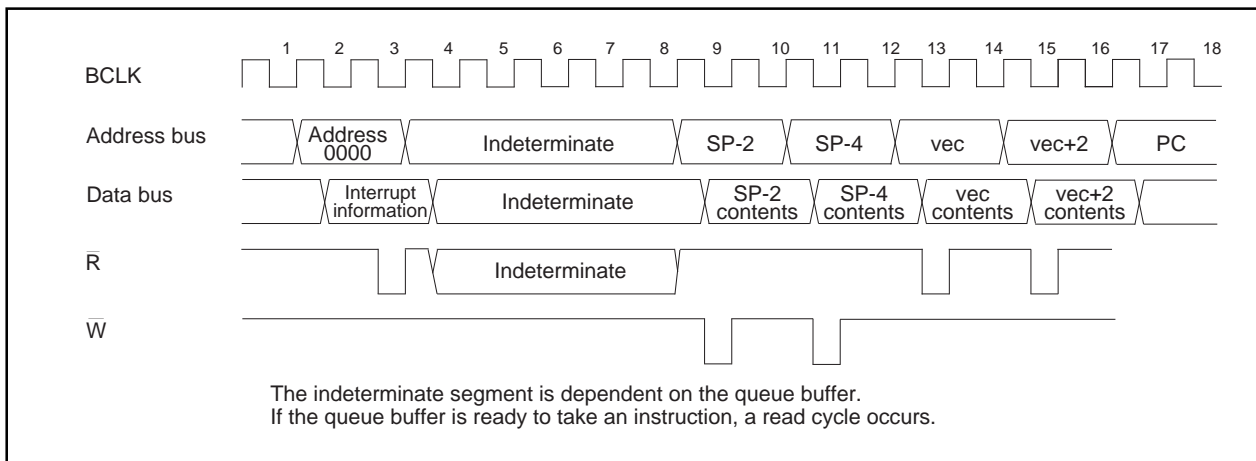 1 2 3 4 5 6 7 8 9 10 11 12 13 14 15 16 17 18
BCLK
Address bus
Address
0000
Indeterminate
SP-2
SP-4
vec
vec+2
PC
Data bus
Interrupt
information
Indeterminate
SP-2
contents
SP-4
contents
vec
contents
vec+2
contents
R̅
Indeterminate
W̅
The indeterminate segment is dependent on the queue buffer.
If the queue buffer is ready to take an instruction, a read cycle occurs.